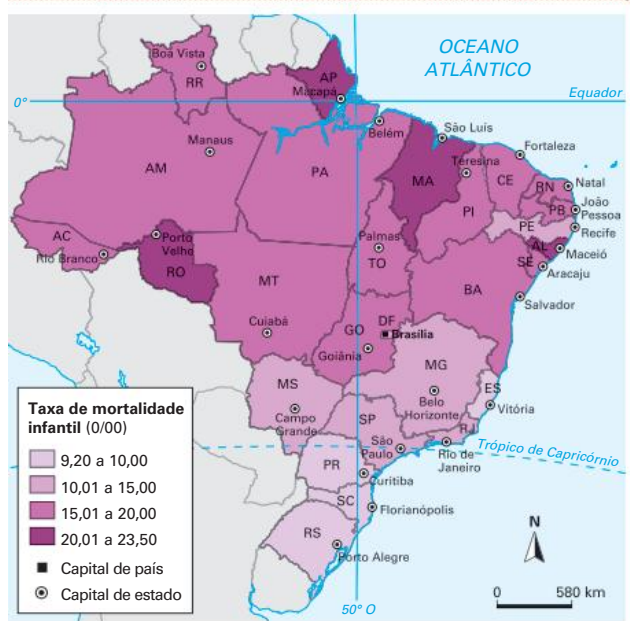 OCEANO
ATLÂNTICO
Boa Vista
RR
AP
Macapá
0°
Equador
Belém
São Luís
Manaus
Fortaleza
Teresina
AM
PA
MA
CE
RN
Natal
PB
João
Pessoa
PI
PE
Recife
AC
Porto
Velho
Palmas
AL
Maceió
Rio Branco
RO
TO
SE
Aracaju
MT
BA
Salvador
Cuiabá
GO
DF
Brasília
Goiânia
MG
MS
ES
Belo
Horizonte
Vitória
Campo
Grande
SP
RJ
São
Paulo
Rio de
Janeiro
Trópico de Capricórnio
PR
Curitiba
SC
Florianópolis
RS
Porto Alegre
50° O
Taxa de mortalidade
infantil (0/00)
9,20 a 10,00
10,01 a 15,00
15,01 a 20,00
20,01 a 23,50
Capital de país
Capital de estado
N
0 580 km